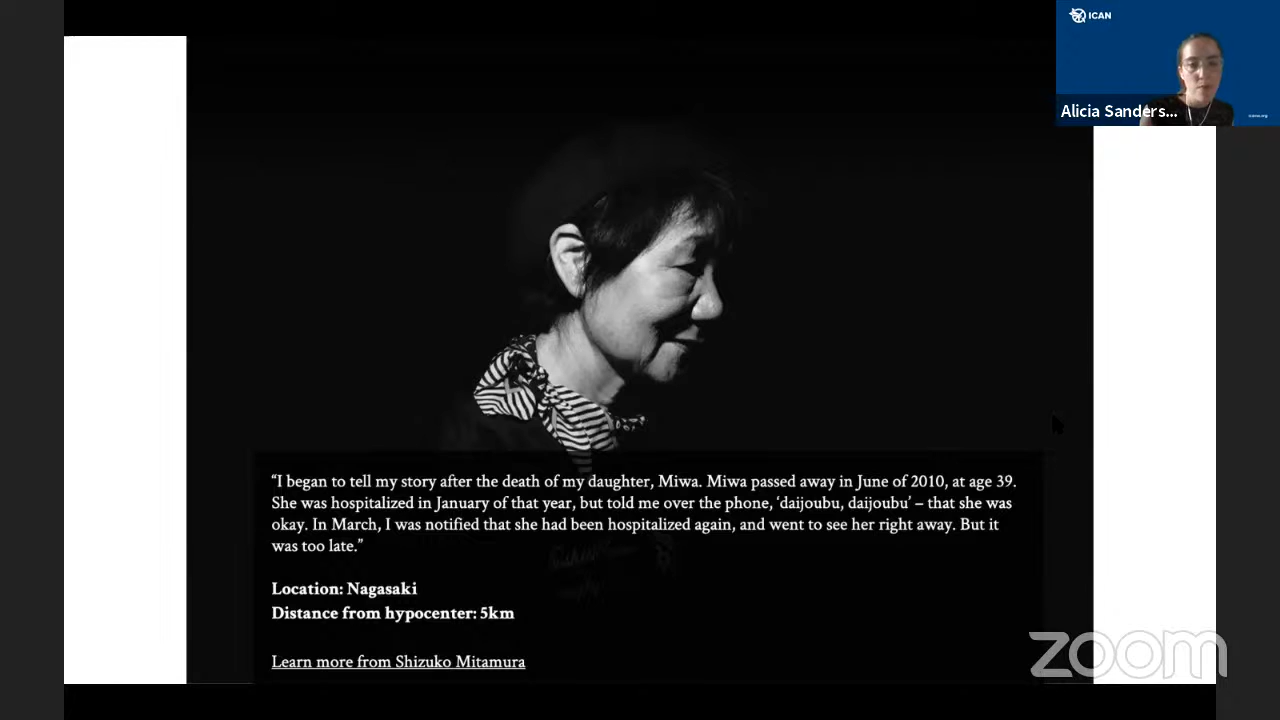 ICAN
Alicia Sanders...
“I began to tell my story after the death of my daughter, Miwa. Miwa passed away in June of 2010, at age 39.
She was hospitalized in January of that year, but told me over the phone, ‘daijoubu, daijoubu’ – that she was
okay. In March, I was notified that she had been hospitalized again, and went to see her right away. But it
was too late.”
Location: Nagasaki
Distance from hypocenter: 5km
Learn more from Shizuko Mitamura
zoom